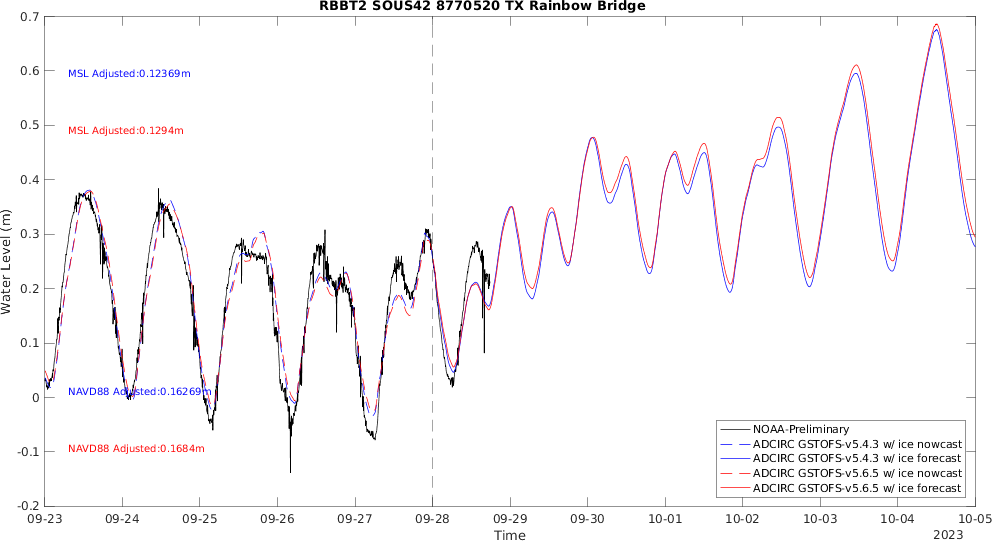 RBBT2 SOUS42 8770520 TX Rainbow Bridge
0.7
0.6
0.5
0.4
0.3
0.2
0.1
0
-0.1
-0.2
Water Level (m)
MSL Adjusted:0.12369m
MSL Adjusted:0.1294m
NAVD88 Adjusted:0.16269m
NAVD88 Adjusted:0.1684m
NOAA-Preliminary
ADCIRC GSTOFS-v5.4.3 w/ ice nowcast
ADCIRC GSTOFS-v5.4.3 w/ ice forecast
ADCIRC GSTOFS-v5.6.5 w/ ice nowcast
ADCIRC GSTOFS-v5.6.5 w/ ice forecast
09-23 09-24 09-25 09-26 09-27 09-28 09-29 09-30 10-01 10-02 10-03 10-04 10-05
Time
2023